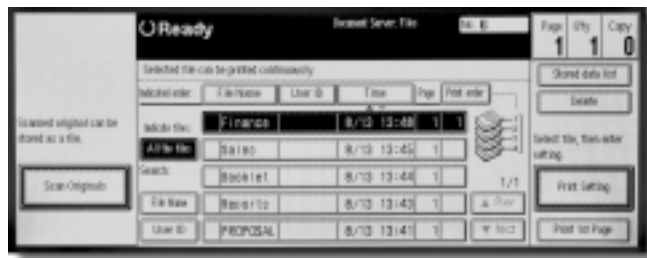 Ready
Document Server: File
No. 6
Page Qty Copy
1 1 0
Selected file can be printed continuously.
File Name User ID Time Page Print order
Stored data list
Delete
Scanned original can be
stored as a file.
Finance 8/13 13:48 1 1
Sales 8/13 13:45 1
Select file, then enter
setting.
Search:
Booklet 8/13 13:44 1
1/1
Scan Originals
Print Setting
File Name
Reports 8/13 13:43 1
▲ Prev
User ID
PROPOSAL 8/13 13:41 1
▼ Next
Print 1st Page